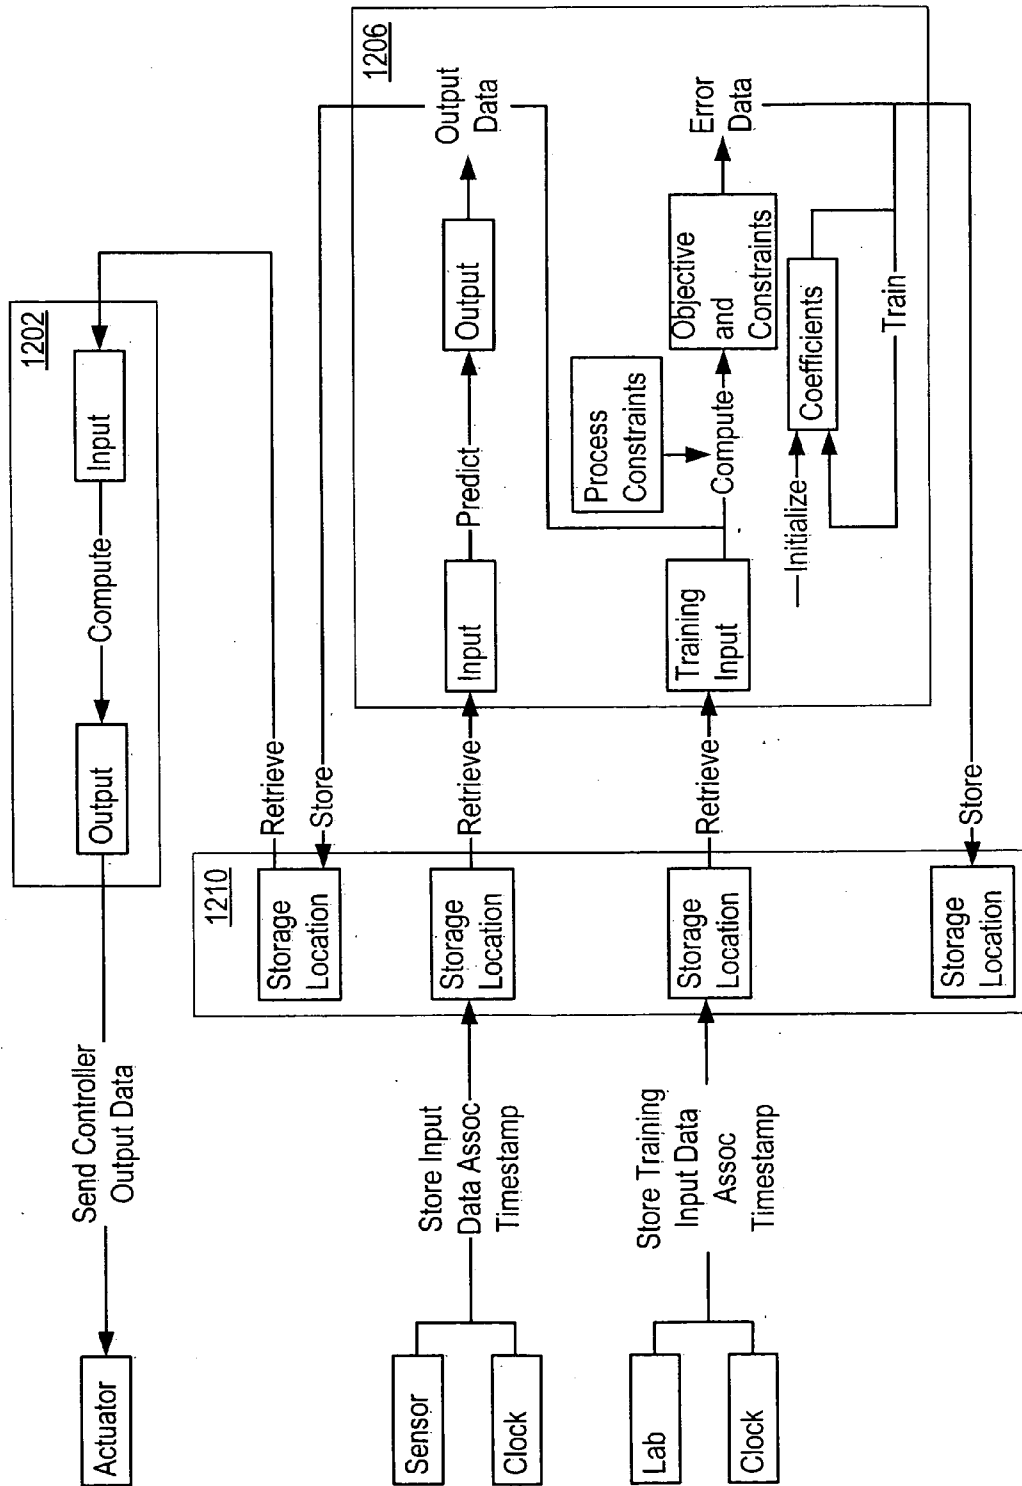 1202
Actuator
Send Controller
Output Data
Output
Compute
Input
1210
Storage
Location
Retrieve
Store
1206
Sensor
Clock
Store Input
Data Assoc
Timestamp
Storage
Location
Retrieve
Input
Predict
Output
Output
Data
Process
Constraints
Lab
Clock
Store Training
Input Data
Assoc
Timestamp
Storage
Location
Retrieve
Training
Input
Compute
Objective
and
Constraints
Error
Data
Initialize
Coefficients
Train
Storage
Location
Store